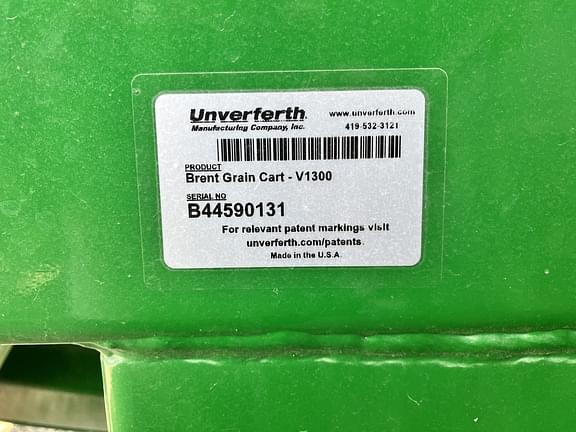 Unverferth
Manufacturing Company, Inc.
www.unverferth.com
419-532-3121
PRODUCT
Brent Grain Cart - V1300
SERIAL NO
B44590131
For relevant patent markings visit
unverferth.com/patents.
Made in the U.S.A.